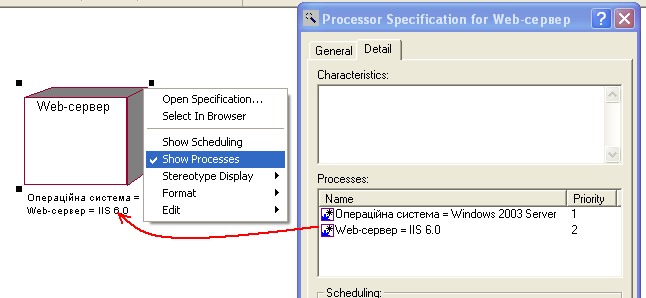 Web-сервер
Операційна система =
Web-сервер = IIS 6.0
Open Specification...
Select In Browser
Show Scheduling
Show Processes
Stereotype Display
Format
Edit
Processor Specification for Web-сервер
General
Detail
Characteristics:
Processes:
Name Priority
Операційна система = Windows 2003 Server 1
Web-сервер = IIS 6.0 2
Scheduling: